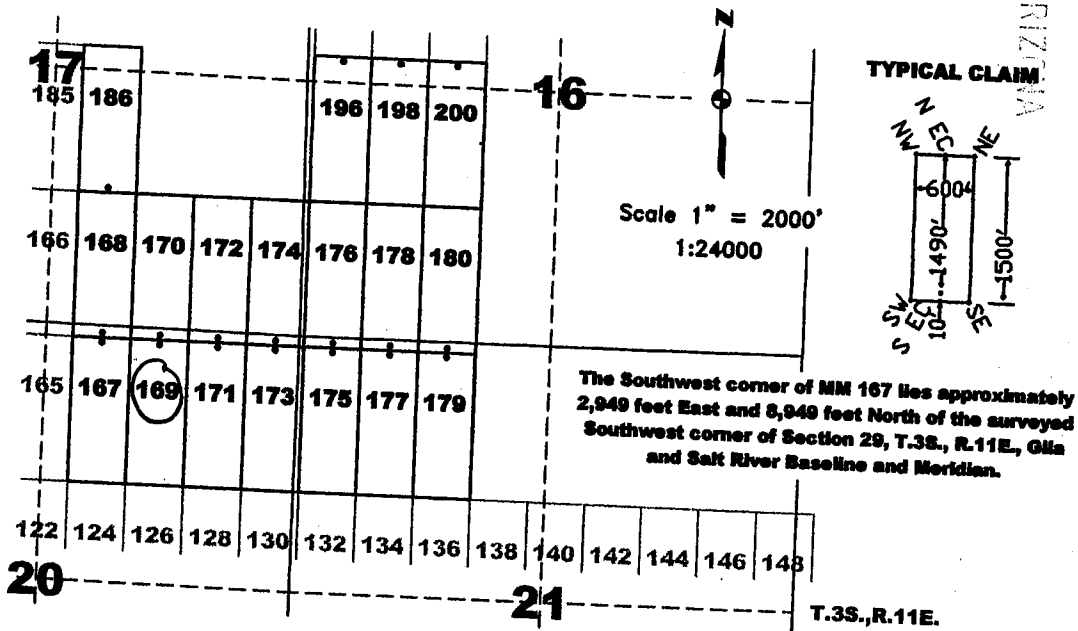 N
RIZONA
TYPICAL CLAIM
17
16
185 186
196 198 200
N EC
NW
NE
600'
1490'
1500'
10'
SW
S EC
SE
Scale 1" = 2000'
1:24000
166 168 170 172 174 176 178 180
165 167 169 171 173 175 177 179
The Southwest corner of MM 167 lies approximately
2,949 feet East and 8,949 feet North of the surveyed
Southwest corner of Section 29, T.3S., R.11E., Gila
and Salt River Baseline and Meridian.
122 124 126 128 130 132 134 136 138 140 142 144 146 148
20
21
T.3S.,R.11E.